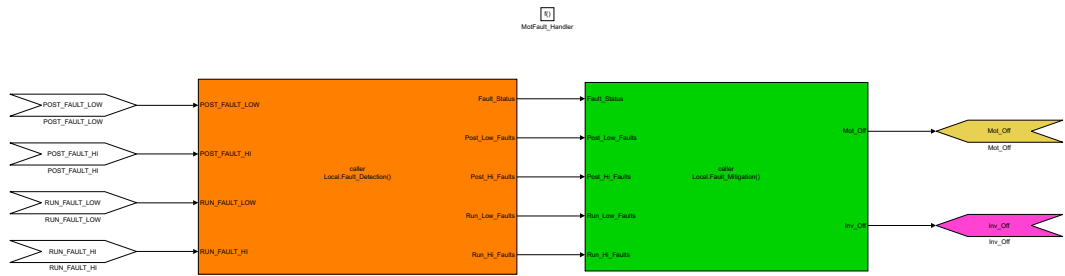 f()
MotFault_Handler
POST_FAULT_LOW
POST_FAULT_LOW
POST_FAULT_HI
POST_FAULT_HI
RUN_FAULT_LOW
RUN_FAULT_LOW
RUN_FAULT_HI
RUN_FAULT_HI
POST_FAULT_LOW
POST_FAULT_HI
RUN_FAULT_LOW
RUN_FAULT_HI
caller
Local.Fault_Detection()
Fault_Status
Post_Low_Faults
Post_Hi_Faults
Run_Low_Faults
Run_Hi_Faults
Fault_Status
Post_Low_Faults
Post_Hi_Faults
Run_Low_Faults
Run_Hi_Faults
caller
Local.Fault_Mitigation()
Mot_Off
Inv_Off
Mot_Off
Mot_Off
Inv_Off
Inv_Off